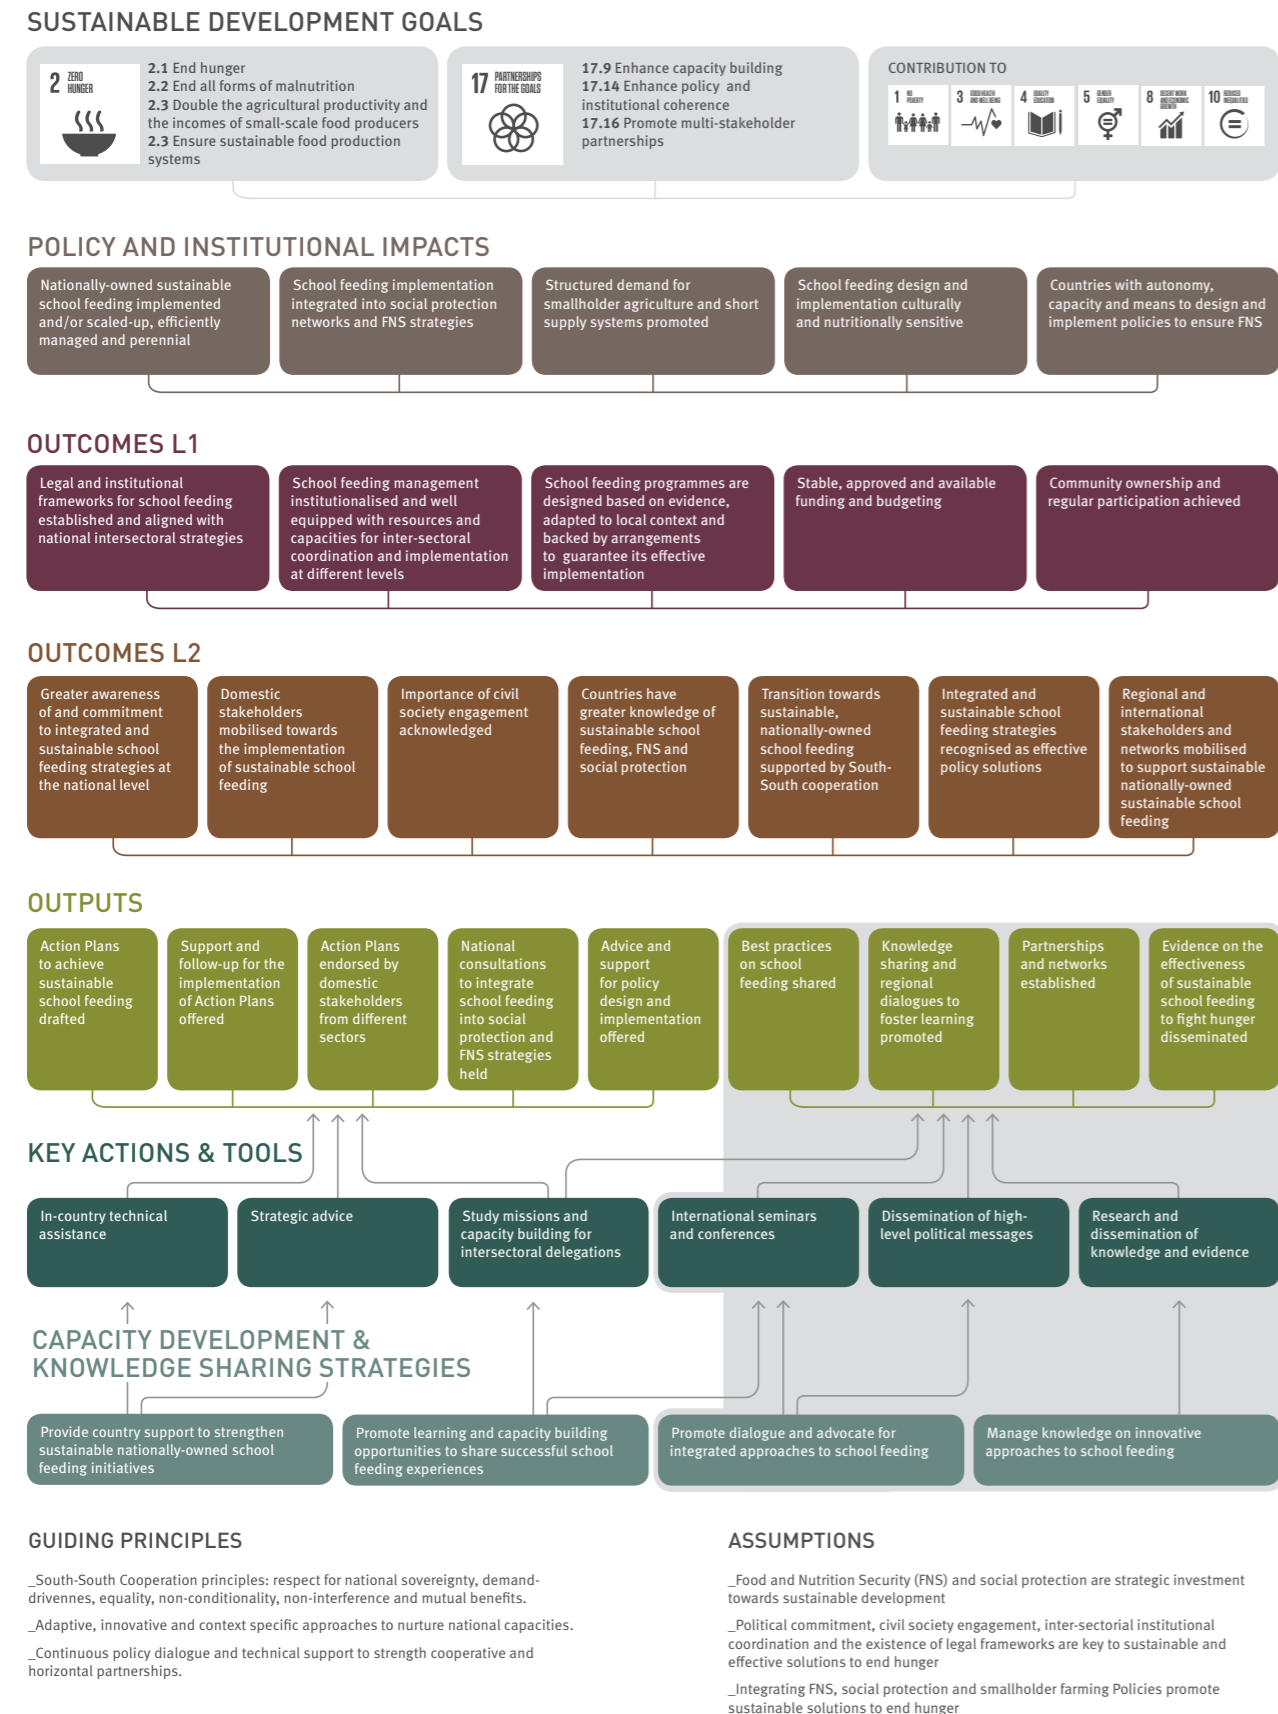 SUSTAINABLE DEVELOPMENT GOALS
2 ZERO
HUNGER
2.1 End hunger
2.2 End all forms of malnutrition
2.3 Double the agricultural productivity and
the incomes of small-scale food producers
2.3 Ensure sustainable food production
systems
17 PARTNERSHIPS
FOR THE GOALS
17.9 Enhance capacity building
17.14 Enhance policy and
institutional coherence
17.16 Promote multi-stakeholder
partnerships
CONTRIBUTION TO
1 NO
POVERTY
3 GOOD HEALTH
AND WELL BEING
4 QUALITY
EDUCATION
5 GENDER
EQUALITY
8 DECENT WORK
AND ECONOMIC
GROWTH
10 REDUCED
INEQUALITIES
POLICY AND INSTITUTIONAL IMPACTS
Nationally-owned sustainable
school feeding implemented
and/or scaled-up, efficiently
managed and perennial
School feeding implementation
integrated into social protection
networks and FNS strategies
Structured demand for
smallholder agriculture and short
supply systems promoted
School feeding design and
implementation culturally
and nutritionally sensitive
Countries with autonomy,
capacity and means to design and
implement policies to ensure FNS
OUTCOMES L1
Legal and institutional
frameworks for school feeding
established and aligned with
national intersectoral strategies
School feeding management
institutionalised and well
equipped with resources and
capacities for inter-sectoral
coordination and implementation
at different levels
School feeding programmes are
designed based on evidence,
adapted to local context and
backed by arrangements
to guarantee its effective
implementation
Stable, approved and available
funding and budgeting
Community ownership and
regular participation achieved
OUTCOMES L2
Greater awareness
of and commitment
to integrated and
sustainable school
feeding strategies at
the national level
Domestic
stakeholders
mobilised towards
the implementation
of sustainable school
feeding
Importance of civil
society engagement
acknowledged
Countries have
greater knowledge of
sustainable school
feeding, FNS and
social protection
Transition towards
sustainable,
nationally-owned
school feeding
supported by South-
South cooperation
Integrated and
sustainable school
feeding strategies
recognised as effective
policy solutions
Regional and
international
stakeholders and
networks mobilised
to support sustainable
nationally-owned
sustainable school
feeding
OUTPUTS
Action Plans
to achieve
sustainable
school feeding
drafted
Support and
follow-up for the
implementation
of Action Plans
offered
Action Plans
endorsed by
domestic
stakeholders
from different
sectors
National
consultations
to integrate
school feeding
into social
protection and
FNS strategies
held
Advice and
support
for policy
design and
implementation
offered
Best practices
on school
feeding shared
Knowledge
sharing and
regional
dialogues to
foster learning
promoted
Partnerships
and networks
established
Evidence on the
effectiveness
of sustainable
school feeding
to fight hunger
disseminated
KEY ACTIONS & TOOLS
In-country technical
assistance
Strategic advice
Study missions and
capacity building for
intersectoral delegations
International seminars
and conferences
Dissemination of high-
level political messages
Research and
dissemination of
knowledge and evidence
CAPACITY DEVELOPMENT &
KNOWLEDGE SHARING STRATEGIES
Provide country support to strengthen
sustainable nationally-owned school
feeding initiatives
Promote learning and capacity building
opportunities to share successful school
feeding experiences
Promote dialogue and advocate for
integrated approaches to school feeding
Manage knowledge on innovative
approaches to school feeding
GUIDING PRINCIPLES
_South-South Cooperation principles: respect for national sovereignty, demand-
drivennes, equality, non-conditionality, non-interference and mutual benefits.
_Adaptive, innovative and context specific approaches to nurture national capacities.
_Continuous policy dialogue and technical support to strength cooperative and
horizontal partnerships.
ASSUMPTIONS
_Food and Nutrition Security (FNS) and social protection are strategic investment
towards sustainable development
_Political commitment, civil society engagement, inter-sectorial institutional
coordination and the existence of legal frameworks are key to sustainable and
effective solutions to end hunger
_Integrating FNS, social protection and smallholder farming Policies promote
sustainable solutions to end hunger